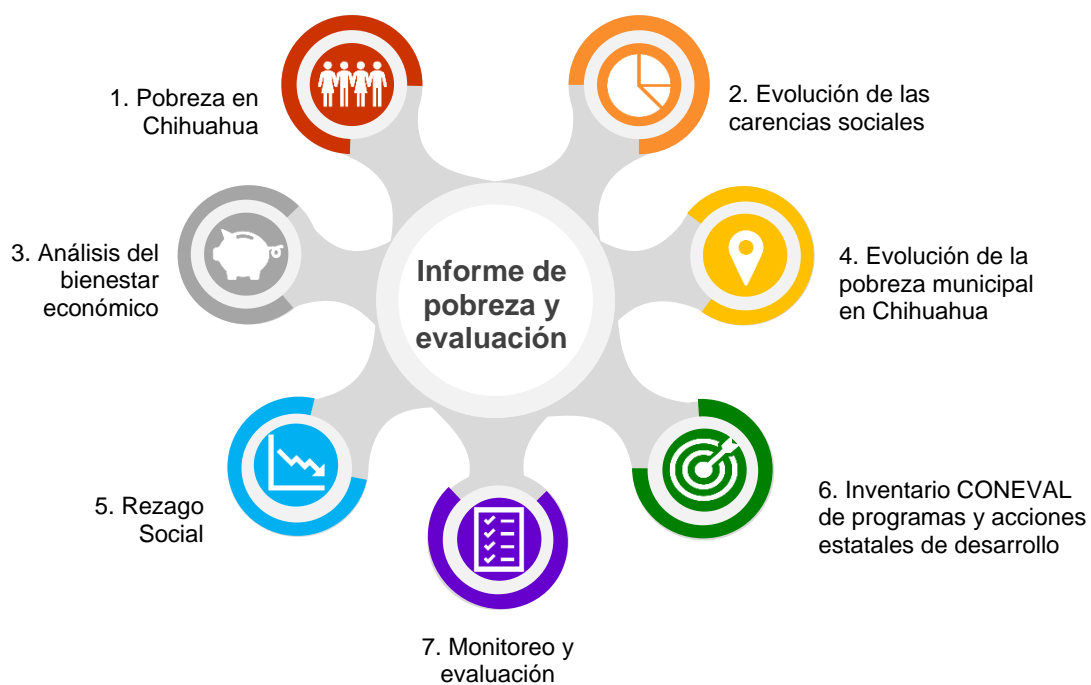 1. Pobreza en
Chihuahua
2. Evolución de las
carencias sociales
3. Análisis del
bienestar
económico
Informe de
pobreza y
evaluación
4. Evolución de la
pobreza municipal
en Chihuahua
5. Rezago
Social
6. Inventario CONEVAL
de programas y acciones
estatales de desarrollo
7. Monitoreo y
evaluación